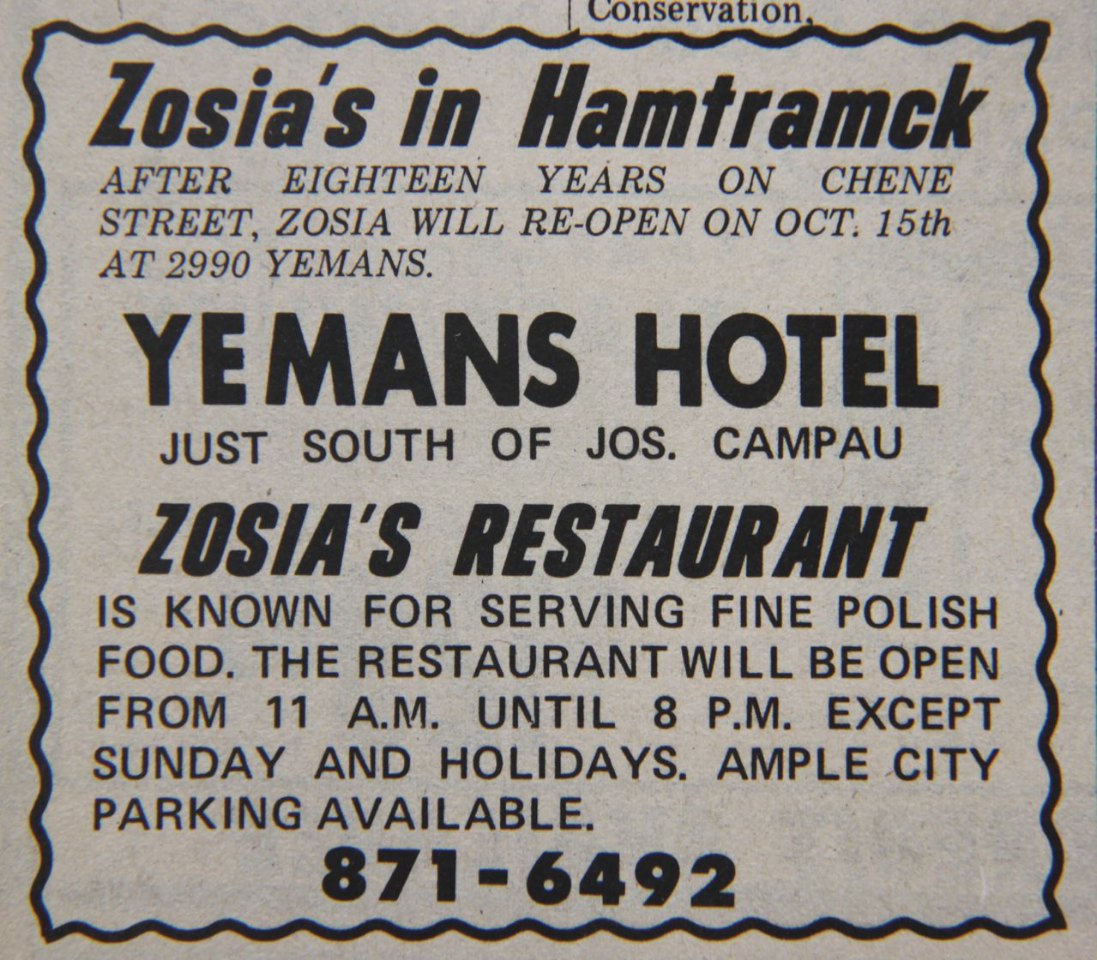 Conservation,
Zosia's in Hamtramck
AFTER EIGHTEEN YEARS ON CHENE
STREET, ZOSIA WILL RE-OPEN ON OCT. 15th
AT 2990 YEMANS.
YEMANS HOTEL
JUST SOUTH OF JOS. CAMPAU
ZOSIA'S RESTAURANT
IS KNOWN FOR SERVING FINE POLISH
FOOD. THE RESTAURANT WILL BE OPEN
FROM 11 A.M. UNTIL 8 P.M. EXCEPT
SUNDAY AND HOLIDAYS. AMPLE CITY
PARKING AVAILABLE.
871-6492